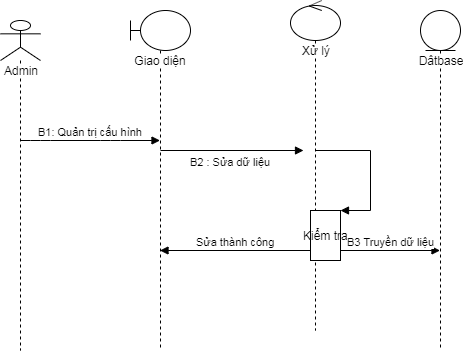 Admin
Giao diện
Xử lý
Dâtbase
B1: Quản trị cấu hình
B2 : Sửa dữ liệu
Kiểm tra
Sửa thành công
B3 Truyền dữ liệu